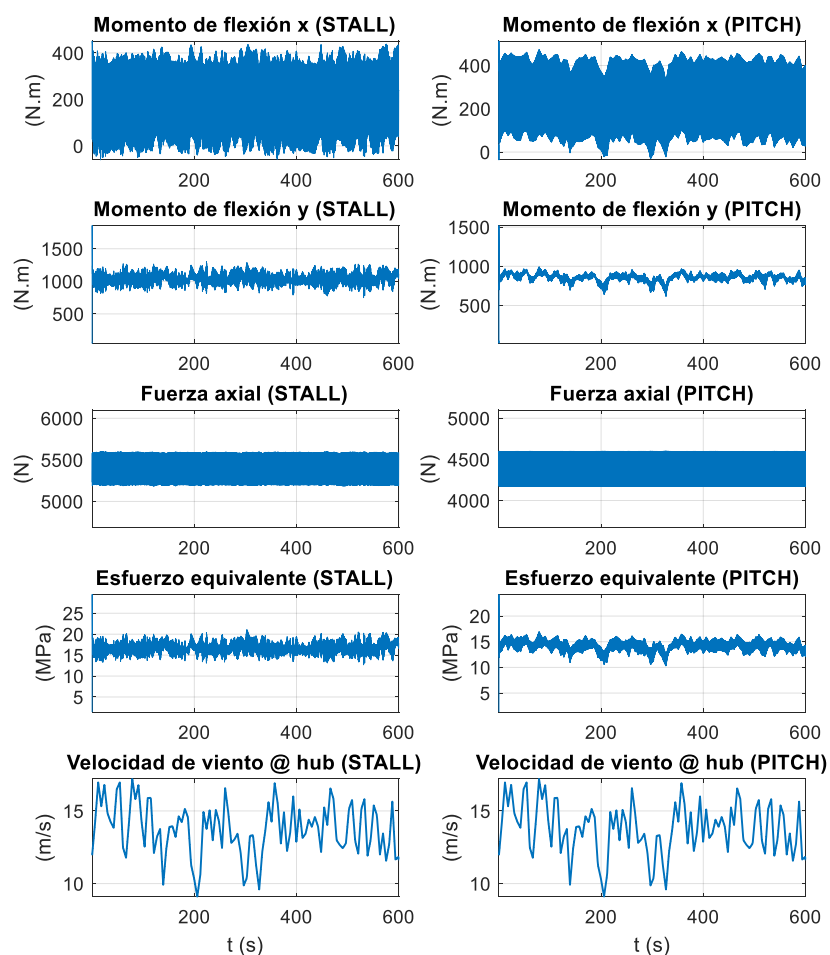 Momento de flexión x (STALL)
Momento de flexión x (PITCH)
400
200
0
(N.m)
200
400
600
400
200
0
(N.m)
200
400
600
Momento de flexión y (STALL)
Momento de flexión y (PITCH)
1500
1000
500
(N.m)
200
400
600
1500
1000
500
(N.m)
200
400
600
Fuerza axial (STALL)
Fuerza axial (PITCH)
6000
5500
5000
(N)
200
400
600
5000
4500
4000
(N)
200
400
600
Esfuerzo equivalente (STALL)
Esfuerzo equivalente (PITCH)
25
20
15
10
5
(MPa)
200
400
600
20
15
10
5
(MPa)
200
400
600
Velocidad de viento @ hub (STALL)
Velocidad de viento @ hub (PITCH)
15
10
(m/s)
200
400
600
t (s)
15
10
(m/s)
200
400
600
t (s)